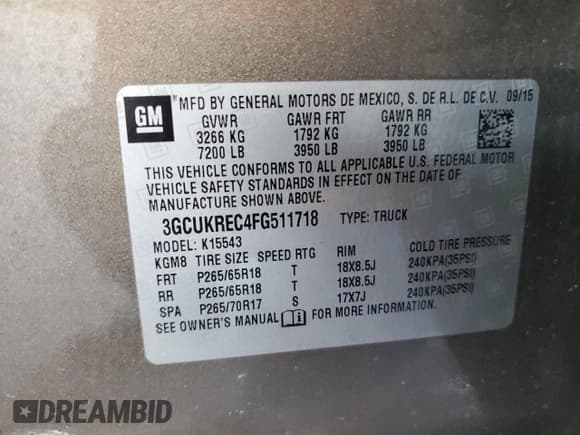 GM
MFD BY GENERAL MOTORS DE MEXICO, S. DE R.L. DE C.V. 09/15
GVWR GAWR FRT GAWR RR
3266 KG 1792 KG 1792 KG
7200 LB 3950 LB 3950 LB
THIS VEHICLE CONFORMS TO ALL APPLICABLE U.S. FEDERAL MOTOR
VEHICLE SAFETY STANDARDS IN EFFECT ON THE DATE OF
MANUFACTURE SHOWN ABOVE.
3GCUKREC4FG511718 TYPE: TRUCK
MODEL: K15543
KGM8 TIRE SIZE SPEED RTG RIM COLD TIRE PRESSURE
FRT P265/65R18 T 18X8.5J 240KPA(35PSI)
RR P265/65R18 T 18X8.5J 240KPA(35PSI)
SPA P265/70R17 S 17X7J 240KPA(35PSI)
SEE OWNER'S MANUAL FOR MORE INFORMATION.
DREAMBID